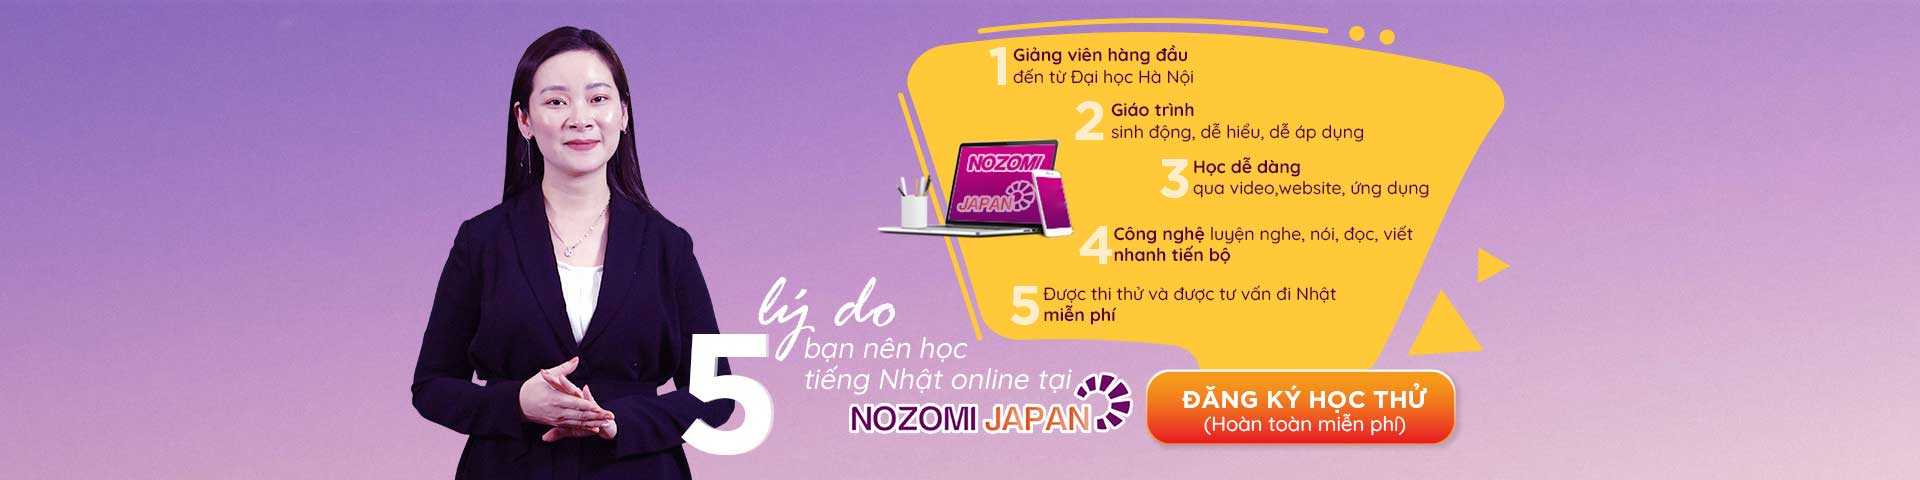 1 Giảng viên hàng đầu
đến từ Đại học Hà Nội
2 Giáo trình
sinh động, dễ hiểu, dễ áp dụng
3 Học dễ dàng
qua video,website, ứng dụng
4 Công nghệ luyện nghe, nói, đọc, viết
nhanh tiến bộ
5 Được thi thử và được tư vấn đi Nhật
miễn phí
NOZOMI
JAPAN
5 lý do
bạn nên học
tiếng Nhật online tại
NOZOMI JAPAN
ĐĂNG KÝ HỌC THỬ
(Hoàn toàn miễn phí)